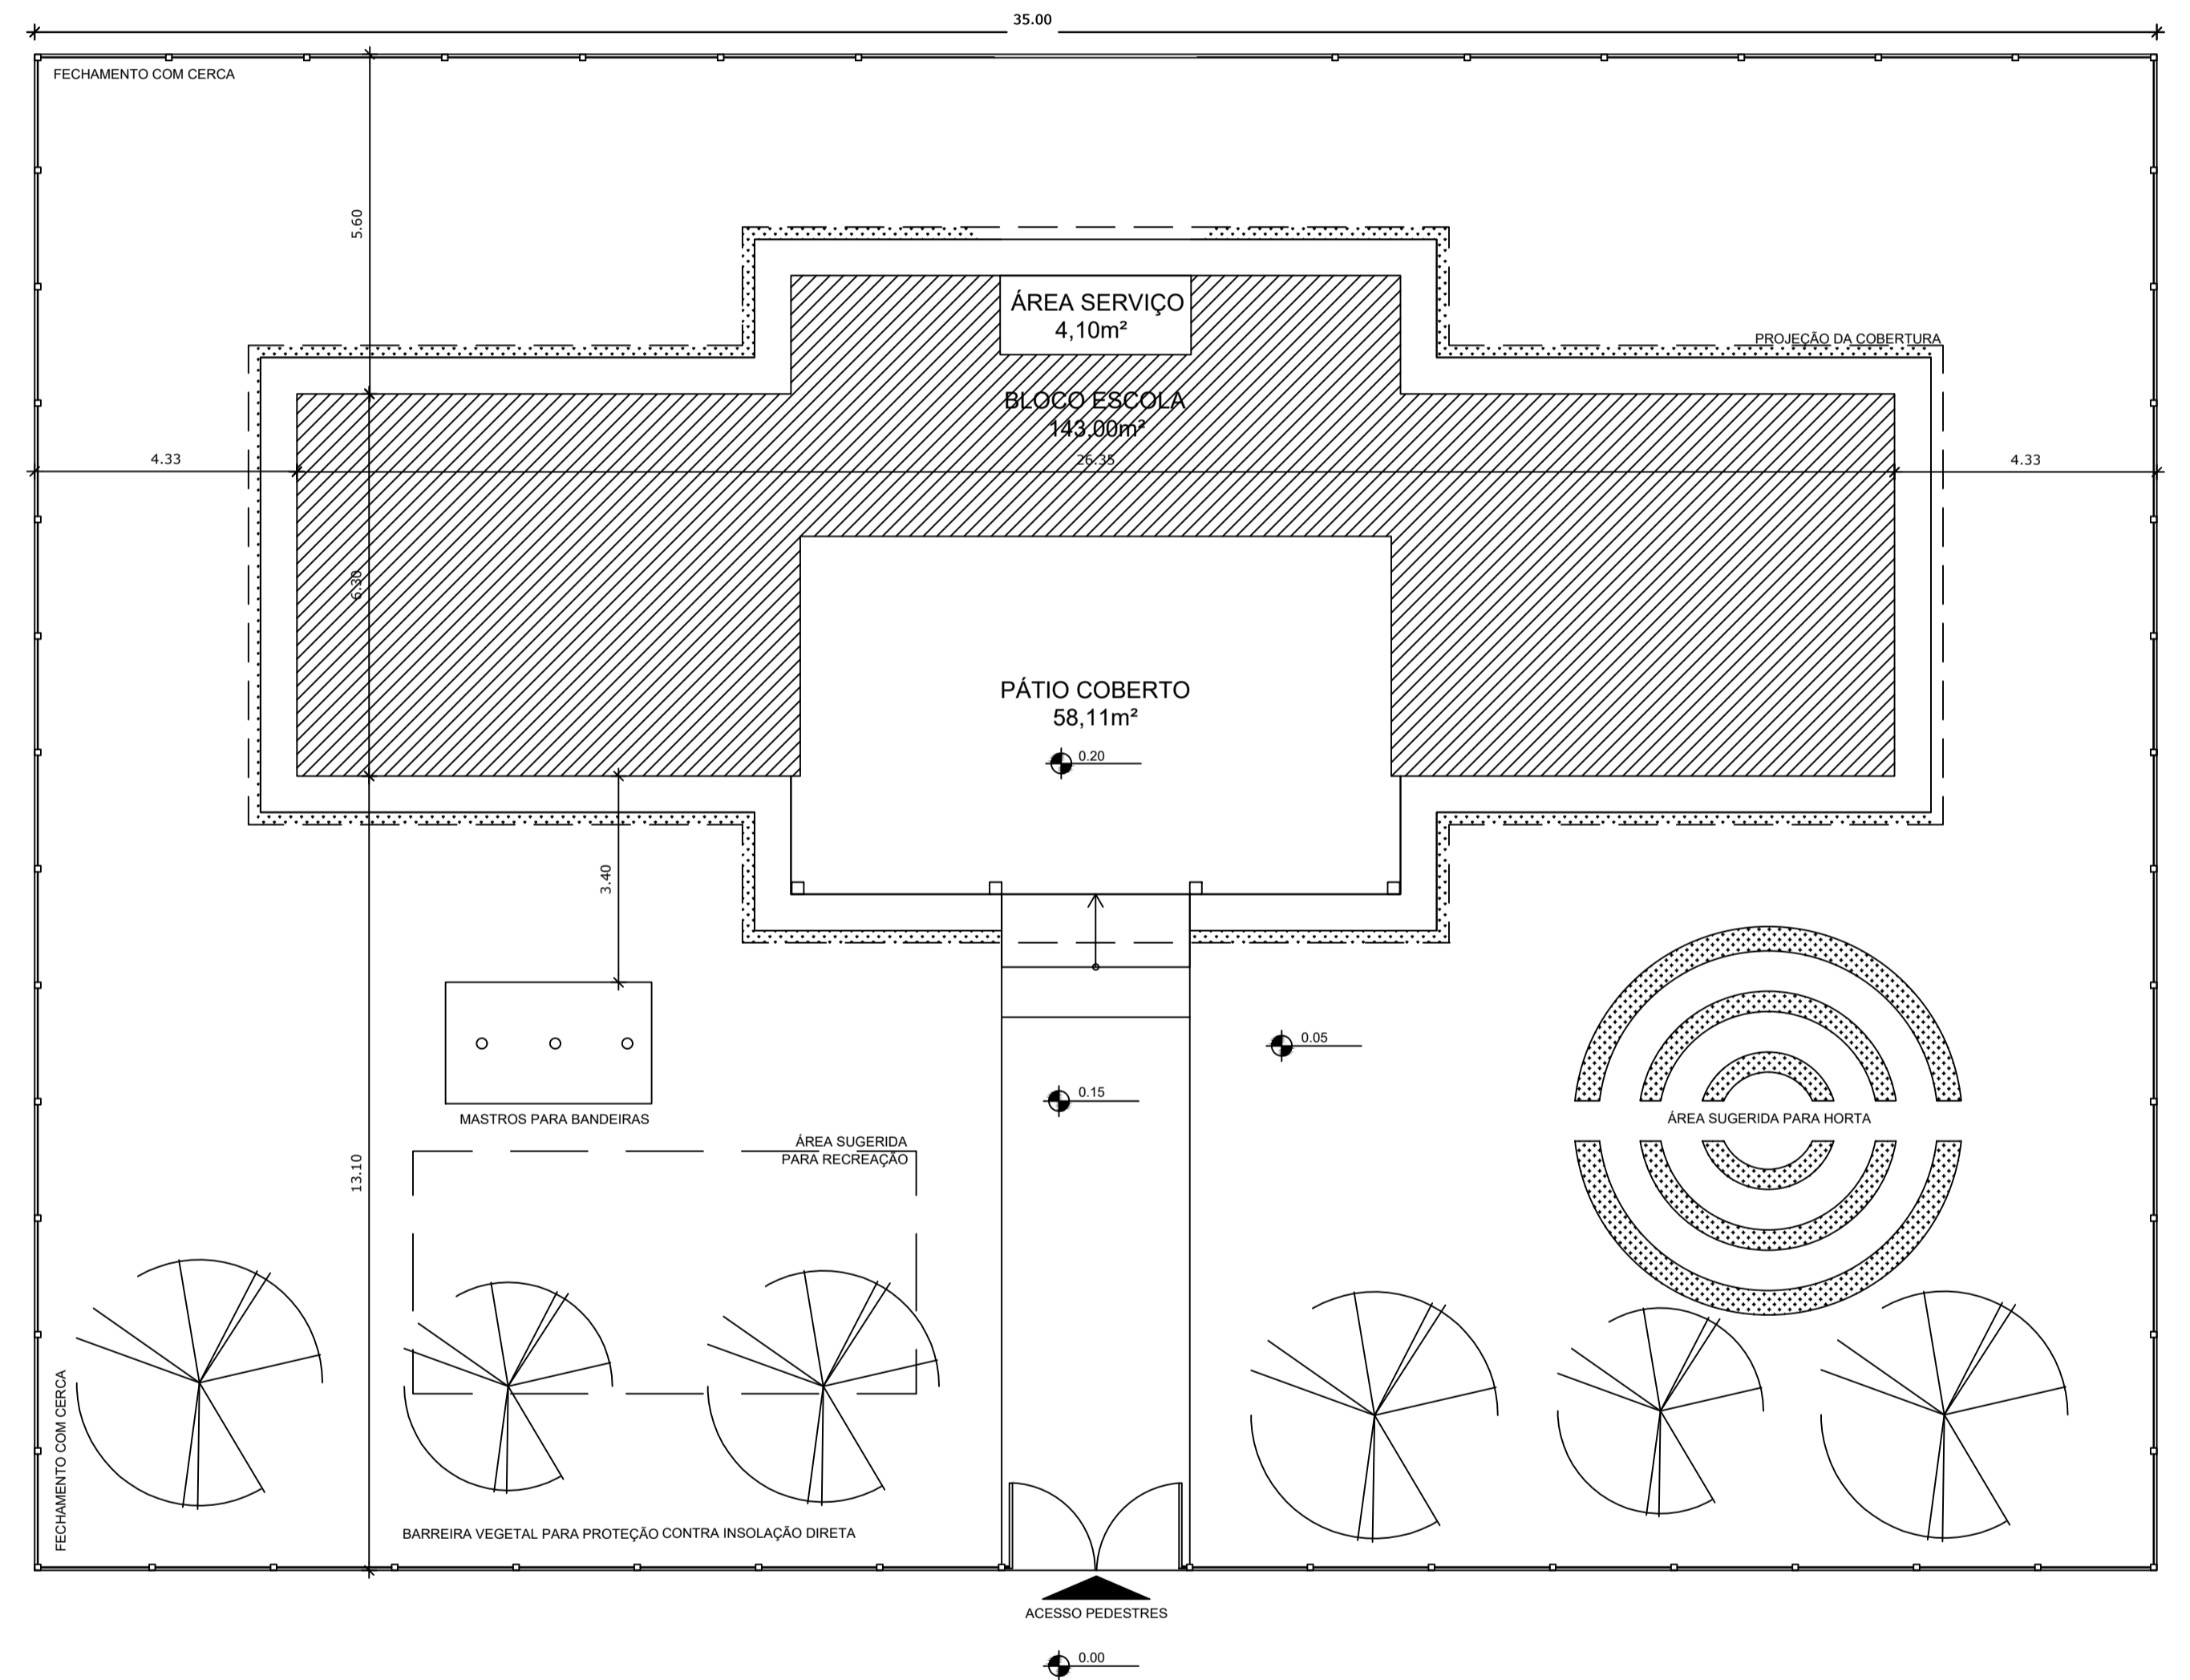 35.00
FECHAMENTO COM CERCA
5.60
ÁREA SERVIÇO
4,10m²
PROJEÇÃO DA COBERTURA
BLOCO ESCOLA
143,00m²
4.33
26.35
4.33
6.30
PÁTIO COBERTO
58,11m²
0.20
3.40
0.05
0.15
MASTROS PARA BANDEIRAS
ÁREA SUGERIDA PARA HORTA
ÁREA SUGERIDA
PARA RECREAÇÃO
13.10
FECHAMENTO COM CERCA
BARREIRA VEGETAL PARA PROTEÇÃO CONTRA INSOLAÇÃO DIRETA
ACESSO PEDESTRES
0.00